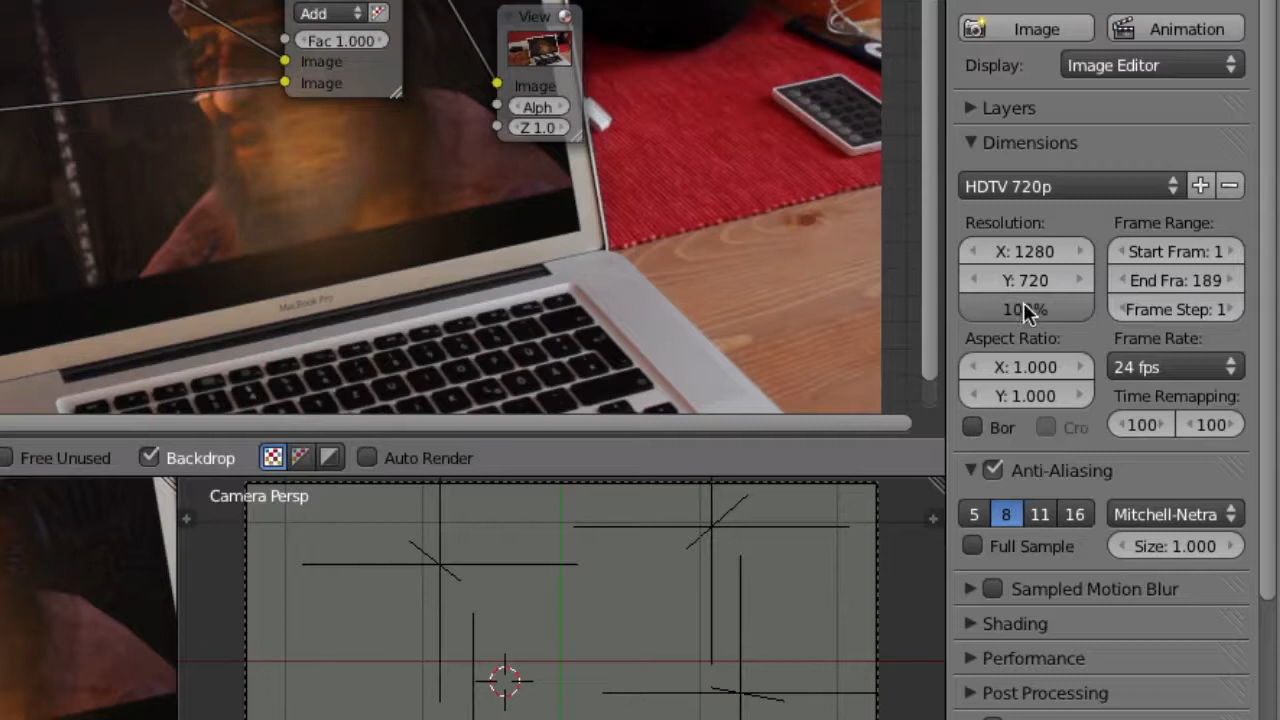 Add
Fac 1.000
Image
Image
View
Image
Alph
Z 1.0
MacBook Pro
Free Unused
Backdrop
Auto Render
Camera Persp
Image
Animation
Display:
Image Editor
Layers
Dimensions
HDTV 720p
Resolution:
Frame Range:
X: 1280
Start Fram: 1
Y: 720
End Fra: 189
100%
Frame Step: 1
Aspect Ratio:
Frame Rate:
X: 1.000
24 fps
Y: 1.000
Time Remapping:
Bor
Cro
100
100
Anti-Aliasing
5 8 11 16
Mitchell-Netra
Full Sample
Size: 1.000
Sampled Motion Blur
Shading
Performance
Post Processing